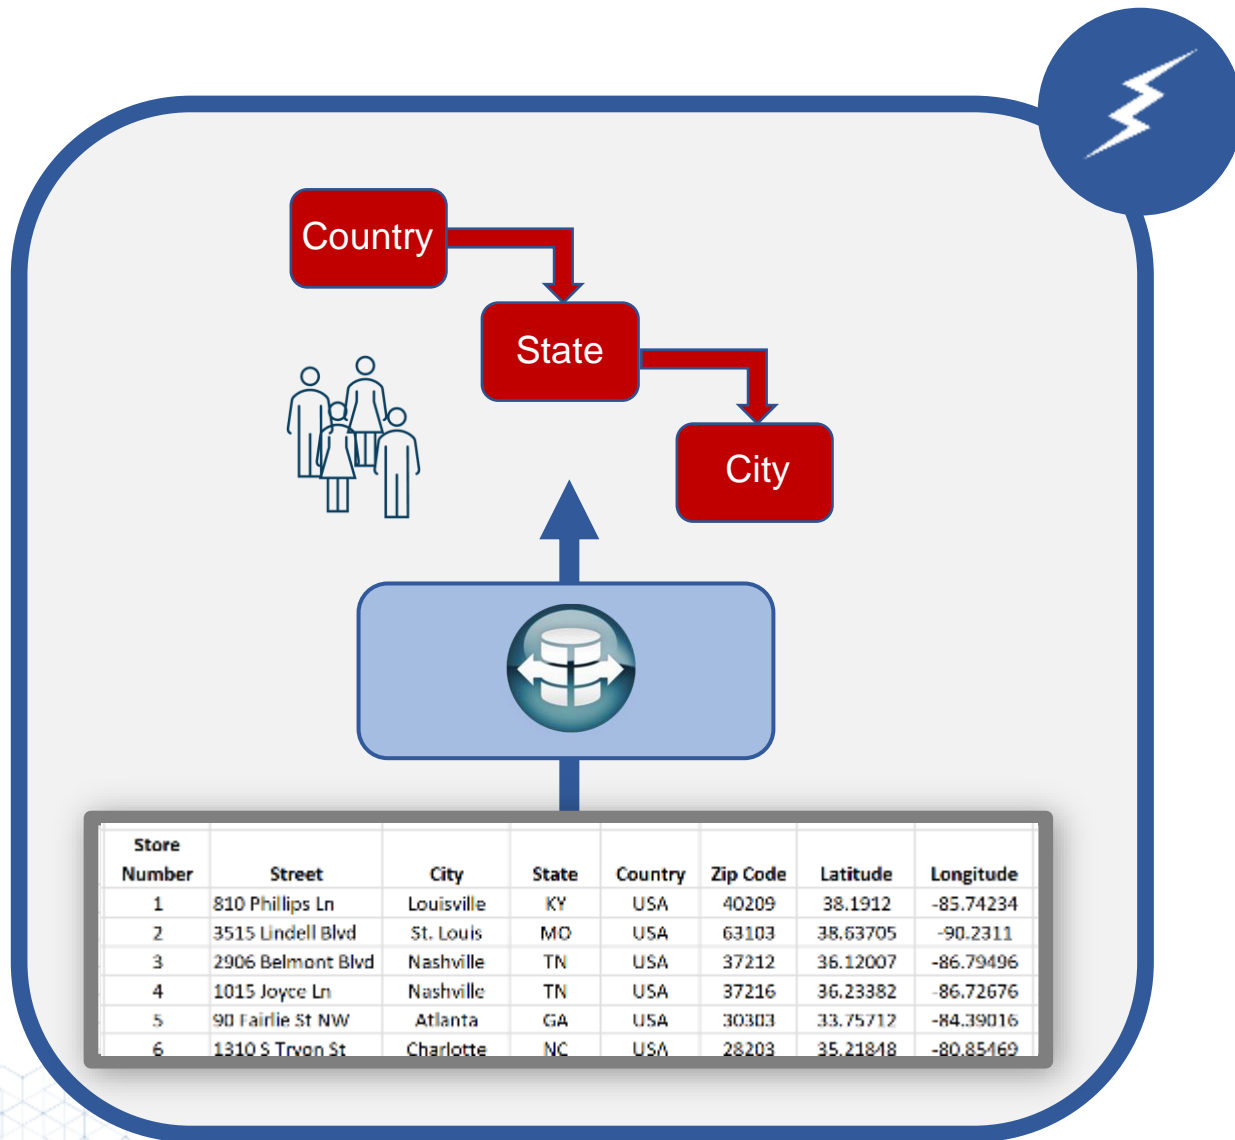 Country
State
City
Store Number Street City State Country Zip Code Latitude Longitude
1 810 Phillips Ln Louisville KY USA 40209 38.1912 -85.74234
2 3515 Lindell Blvd St. Louis MO USA 63103 38.63705 -90.2311
3 2906 Belmont Blvd Nashville TN USA 37212 36.12007 -86.79496
4 1015 Joyce Ln Nashville TN USA 37216 36.23382 -86.72676
5 90 Fairlie St NW Atlanta GA USA 30303 33.75712 -84.39016
6 1310 S Tryon St Charlotte NC USA 28203 35.21848 -80.85469